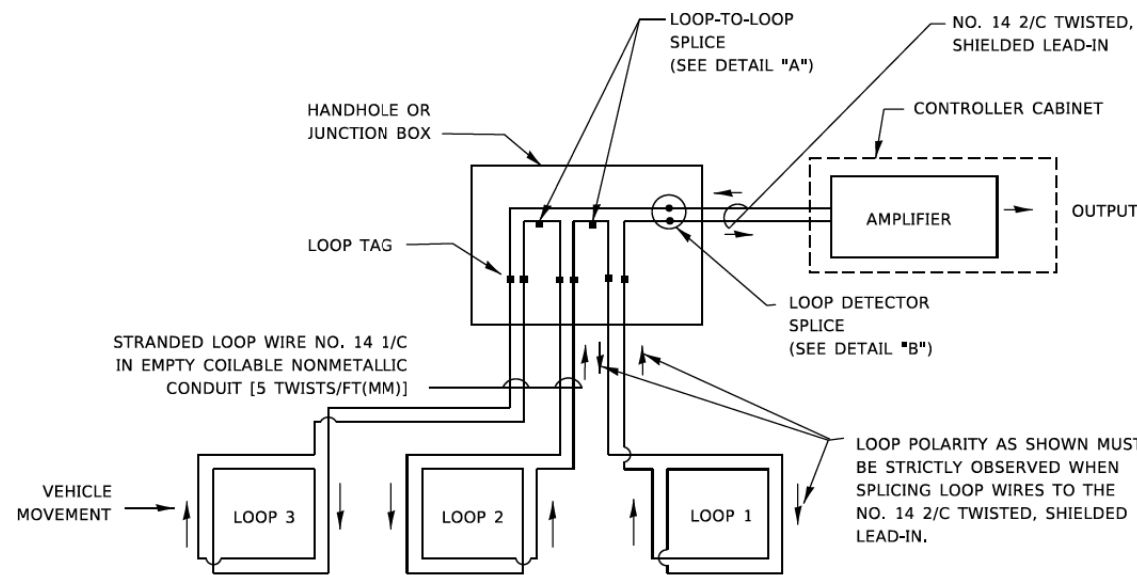 LOOP-TO-LOOP
SPLICE
(SEE DETAIL "A")
NO. 14 2/C TWISTED,
SHIELDED LEAD-IN
HANDHOLE OR
JUNCTION BOX
CONTROLLER CABINET
AMPLIFIER
OUTPUT
LOOP TAG
LOOP DETECTOR
SPLICE
(SEE DETAIL "B")
STRANDED LOOP WIRE NO. 14 1/C
IN EMPTY COILABLE NONMETALLIC
CONDUIT [5 TWISTS/FT(MM)]
LOOP POLARITY AS SHOWN MUST
BE STRICTLY OBSERVED WHEN
SPLICING LOOP WIRES TO THE
NO. 14 2/C TWISTED, SHIELDED
LEAD-IN.
VEHICLE
MOVEMENT
LOOP 3
LOOP 2
LOOP 1